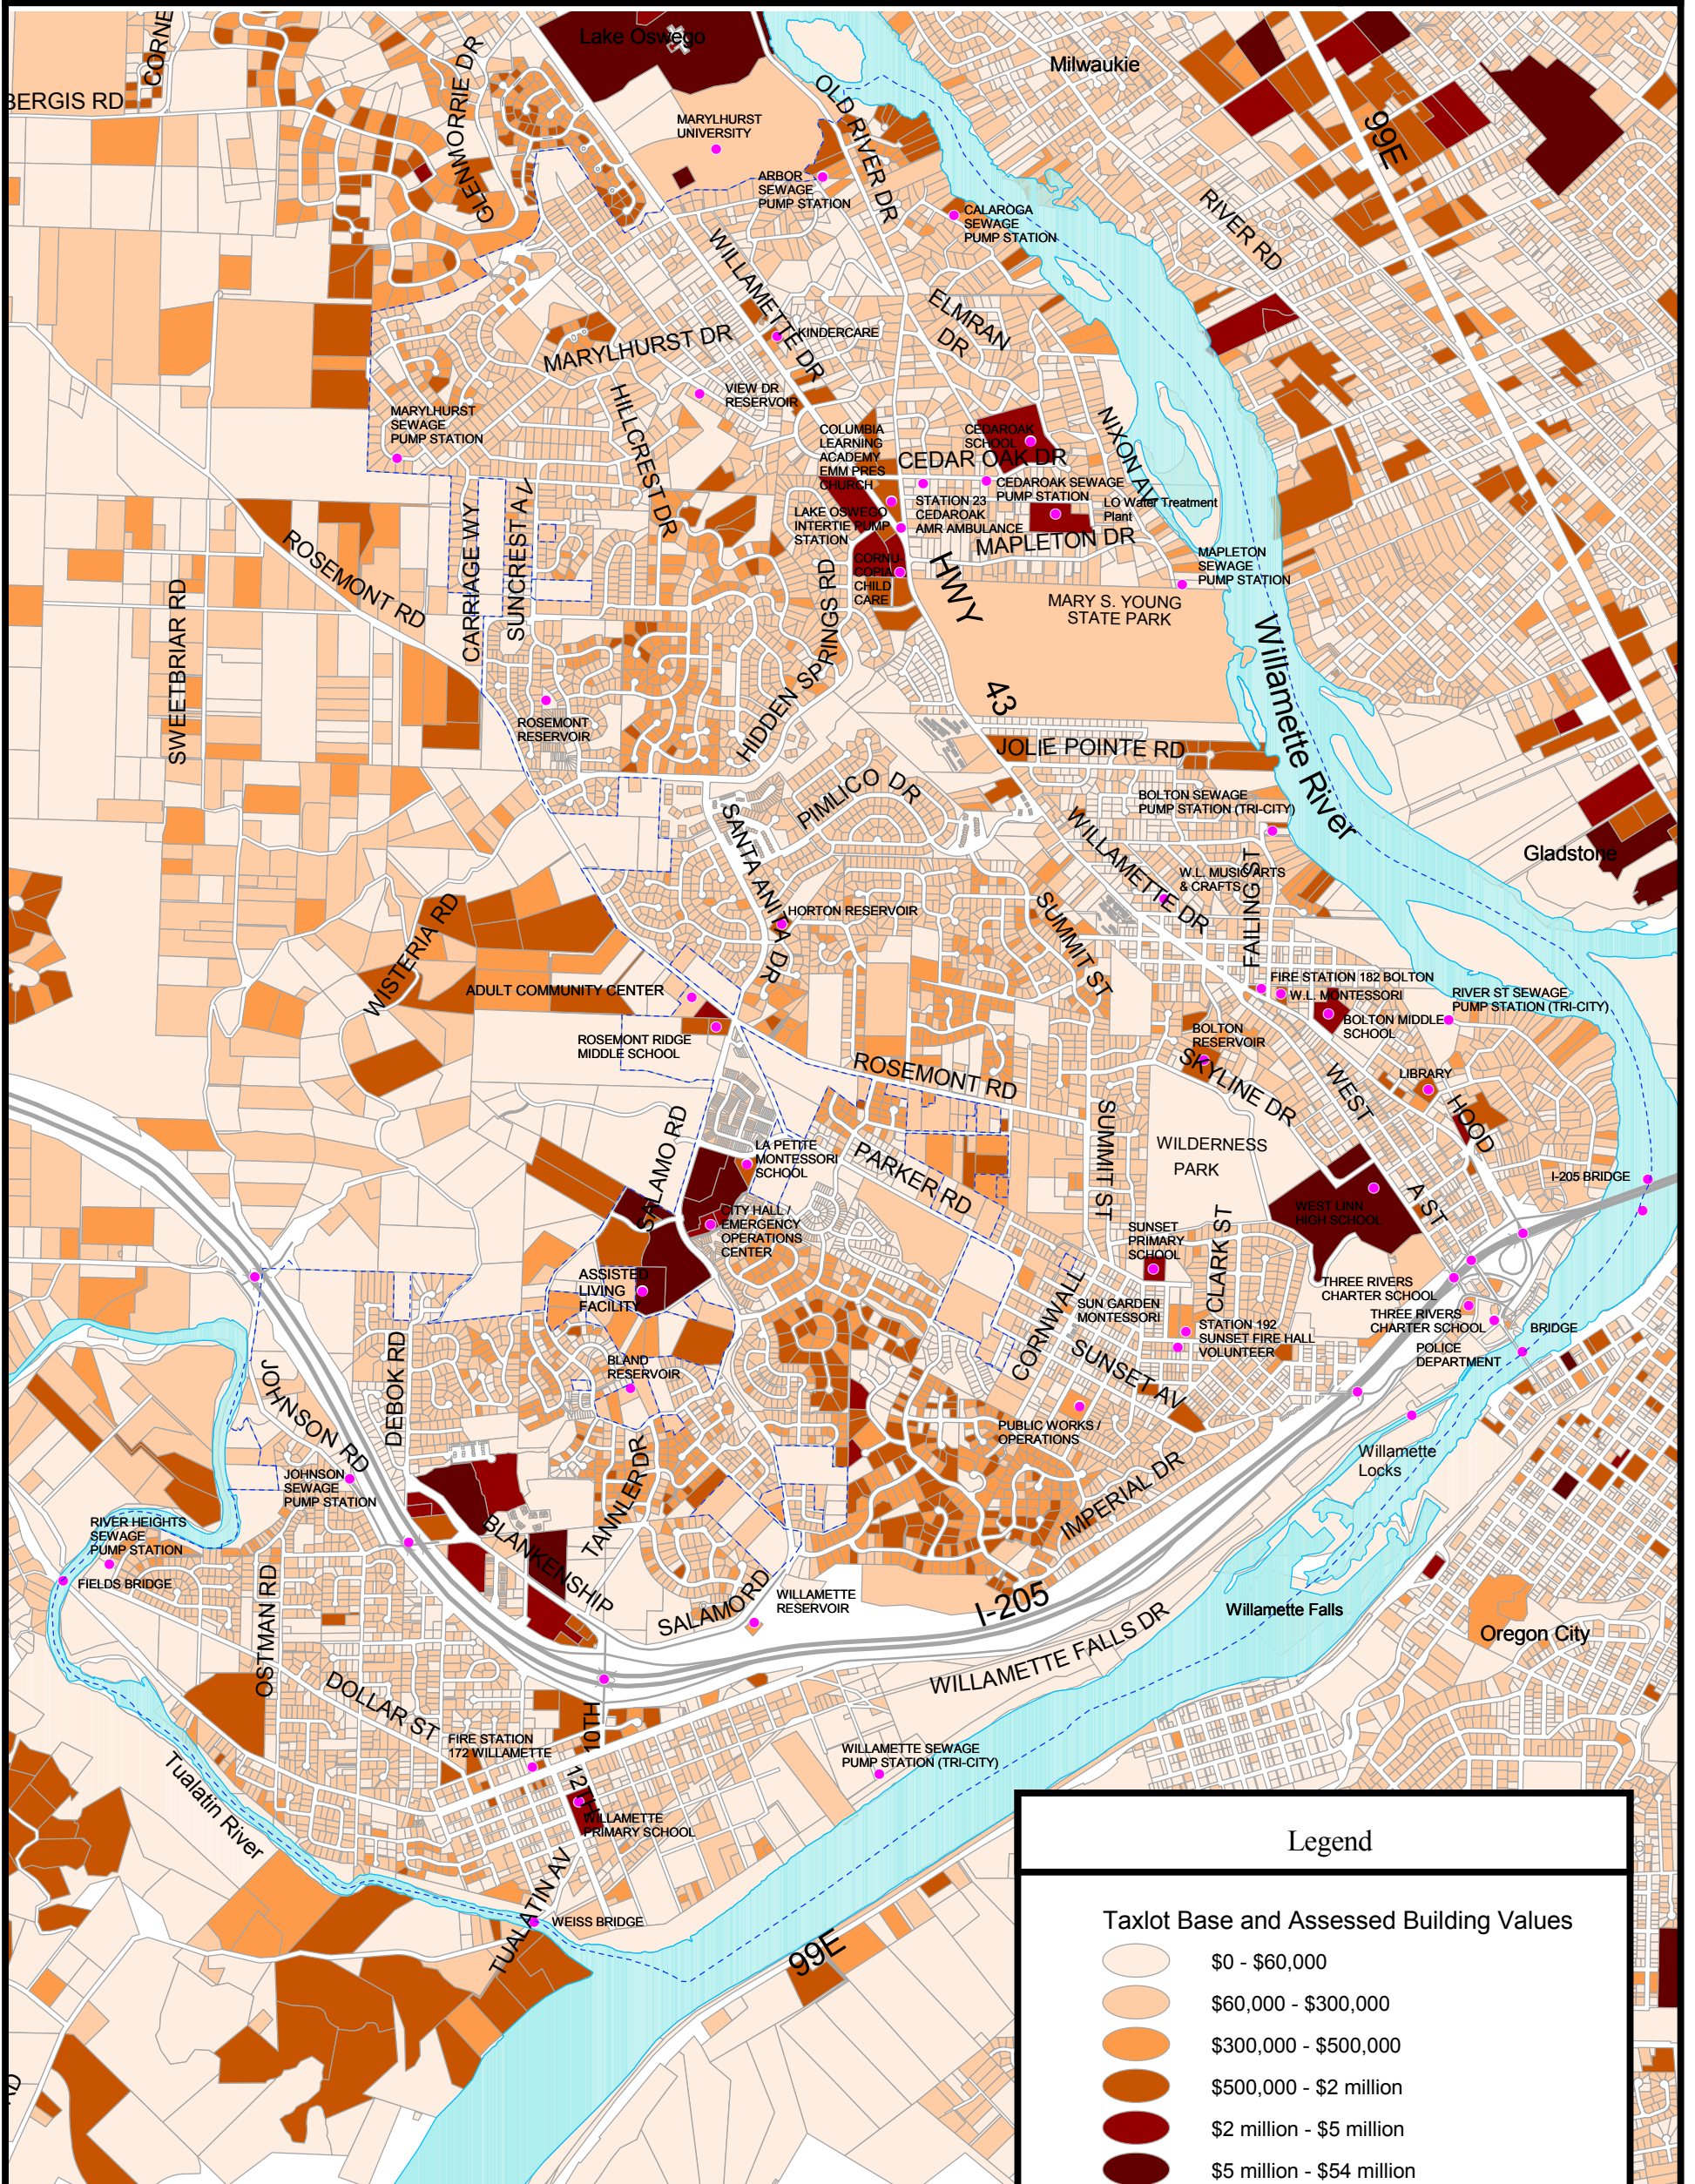 Lake Oswego
CORNE
Milwaukie
BERGIS RD
GLENMORRIE DR
OLD RIVER DR
99E
MARYLHURST
UNIVERSITY
ARBOR
SEWAGE
PUMP STATION
CALAROGA
SEWAGE
PUMP STATION
RIVER RD
WILLAMETTE DR
ELMRAN
DR
KINDERCARE
MARYLHURST DR
VIEW DR
RESERVOIR
HILLCREST DR
MARYLHURST
SEWAGE
PUMP STATION
COLUMBIA
LEARNING
ACADEMY
EMM PRES
CHURCH
CEDAROAK
SCHOOL
CEDAR OAK DR
NIXON AV
CEDAROAK SEWAGE
PUMP STATION
STATION 23
CEDAROAK
AMR AMBULANCE
LO Water Treatment
Plant
LAKE OSWEGO
INTERTIE PUMP
STATION
MAPLETON DR
MAPLETON
SEWAGE
PUMP STATION
CORNU-
COPIA
CHILD
CARE
HWY
43
MARY S. YOUNG
STATE PARK
ROSEMONT RD
CARRIAGE WY
SUNCREST AV
SWEETBRIAR RD
HIDDEN SPRINGS RD
Willamette River
ROSEMONT
RESERVOIR
JOLIE POINTE RD
PIMLICO DR
SANTA ANITA DR
BOLTON SEWAGE
PUMP STATION (TRI-CITY)
WILLAMETTE DR
Gladstone
W.L. MUSIC/ARTS
& CRAFTS
FAILING ST
HORTON RESERVOIR
SUMMIT ST
WISTERIA RD
ADULT COMMUNITY CENTER
FIRE STATION 182 BOLTON
W.L. MONTESSORI
RIVER ST SEWAGE
PUMP STATION (TRI-CITY)
BOLTON MIDDLE
SCHOOL
ROSEMONT RIDGE
MIDDLE SCHOOL
BOLTON
RESERVOIR
SKYLINE DR
ROSEMONT RD
LIBRARY
WEST
A ST
HOOD
SALAMO RD
SUMMIT ST
WILDERNESS
PARK
PARKER RD
LA PETITE
MONTESSORI
SCHOOL
I-205 BRIDGE
CITY HALL /
EMERGENCY
OPERATIONS
CENTER
WEST LINN
HIGH SCHOOL
SUNSET
PRIMARY
SCHOOL
CLARK ST
ASSISTED
LIVING
FACILITY
THREE RIVERS
CHARTER SCHOOL
SUN GARDEN
MONTESSORI
CORNWALL
THREE RIVERS
CHARTER SCHOOL
BRIDGE
STATION 192
SUNSET FIRE HALL
VOLUNTEER
POLICE
DEPARTMENT
SUNSET AV
BLAND
RESERVOIR
JOHNSON RD
DEBOK RD
PUBLIC WORKS /
OPERATIONS
Willamette
Locks
TANNLER DR
JOHNSON
SEWAGE
PUMP STATION
IMPERIAL DR
RIVER HEIGHTS
SEWAGE
PUMP STATION
BLANKENSHIP
FIELDS BRIDGE
SALAMO RD
WILLAMETTE
RESERVOIR
I-205
Willamette Falls
Oregon City
OSTMAN RD
WILLAMETTE FALLS DR
DOLLAR ST
10TH
FIRE STATION
172 WILLAMETTE
WILLAMETTE SEWAGE
PUMP STATION (TRI-CITY)
Tualatin River
12TH
WILLAMETTE
PRIMARY SCHOOL
TUALATIN AV
WEISS BRIDGE
99E
RD
Legend
Taxlot Base and Assessed Building Values
$0 - $60,000
$60,000 - $300,000
$300,000 - $500,000
$500,000 - $2 million
$2 million - $5 million
$5 million - $54 million